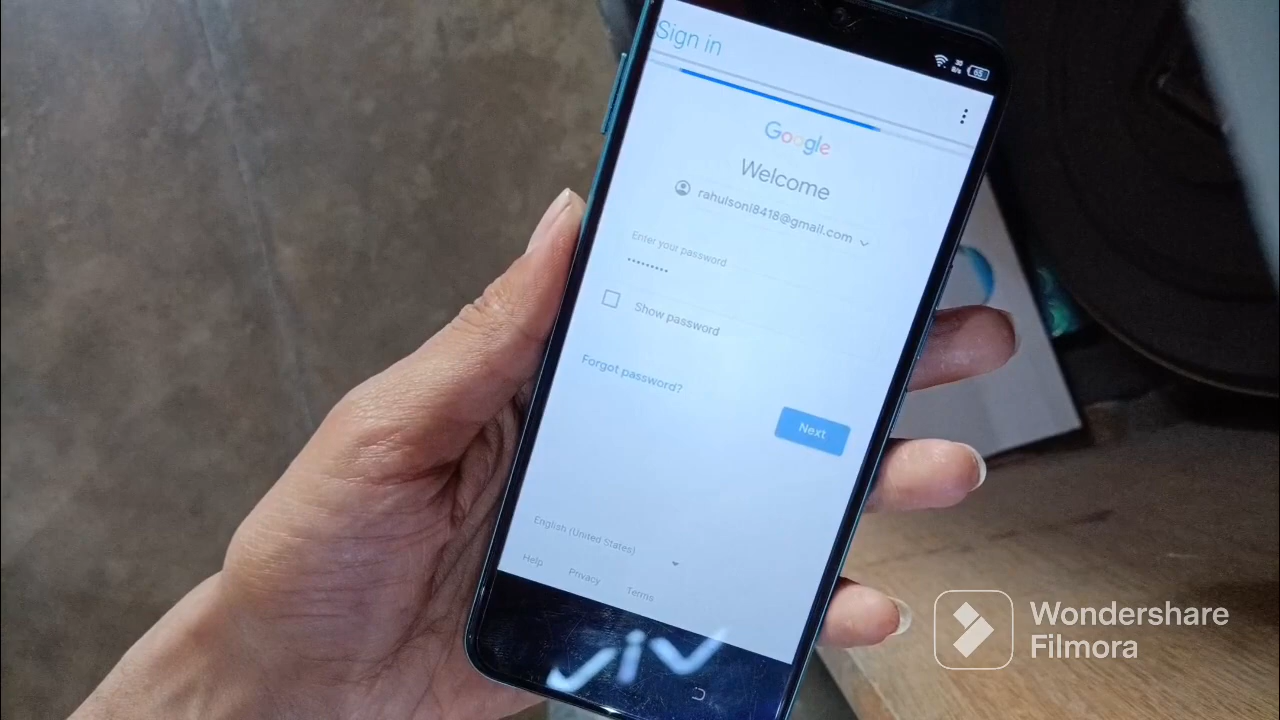 Sign in
65
Google
Welcome
rahulsoni8418@gmail.com
Enter your password
•••••••••
Show password
Forgot password?
Next
English (United States)
Help Privacy Terms
Wondershare
Filmora